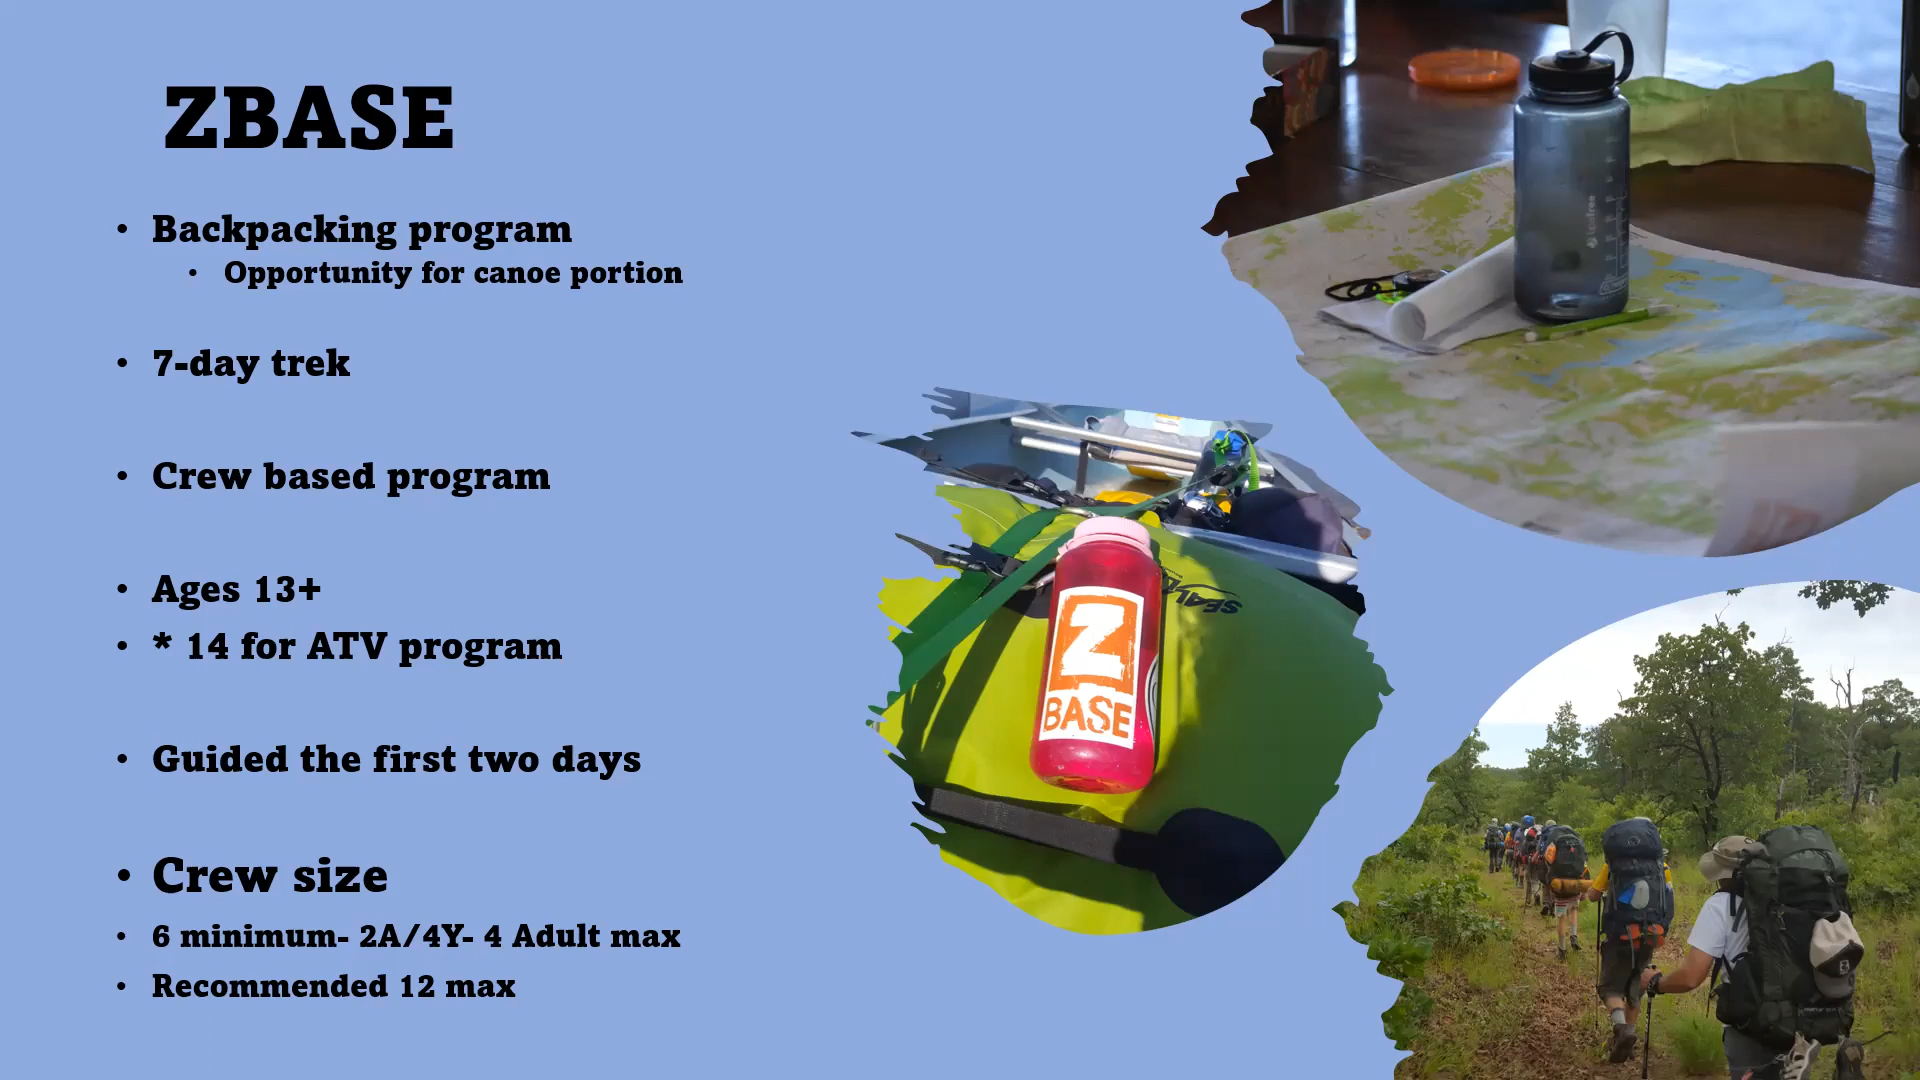 ZBASE
• Backpacking program
• Opportunity for canoe portion
• 7-day trek
• Crew based program
• Ages 13+
• * 14 for ATV program
• Guided the first two days
• Crew size
• 6 minimum- 2A/4Y- 4 Adult max
• Recommended 12 max
Z
BASE